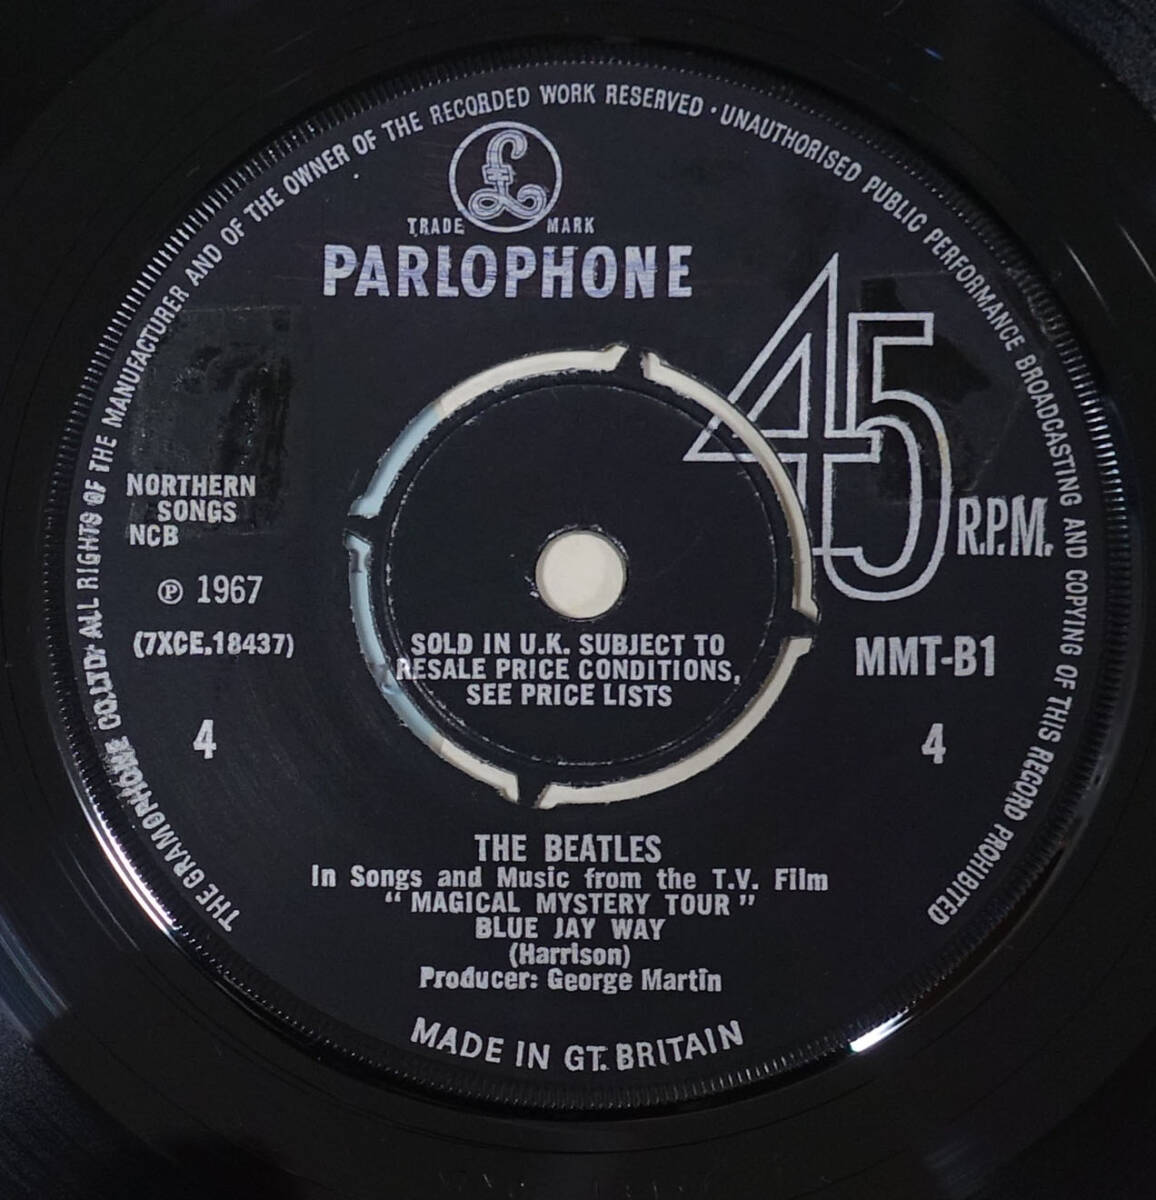 THE GRAMOPHONE CO.LTD. ALL RIGHTS OF THE MANUFACTURER AND OF THE OWNER OF THE RECORDED WORK RESERVED · UNAUTHORISED PUBLIC PERFORMANCE BROADCASTING AND COPYING OF THIS RECORD PROHIBITED
£
TRADE MARK
PARLOPHONE
45
R.P.M.
NORTHERN
SONGS
NCB
℗ 1967
(7XCE.18437)
4
SOLD IN U.K. SUBJECT TO
RESALE PRICE CONDITIONS,
SEE PRICE LISTS
MMT-B1
4
THE BEATLES
In Songs and Music from the T.V. Film
“ MAGICAL MYSTERY TOUR ”
BLUE JAY WAY
(Harrison)
Producer: George Martin
MADE IN GT. BRITAIN